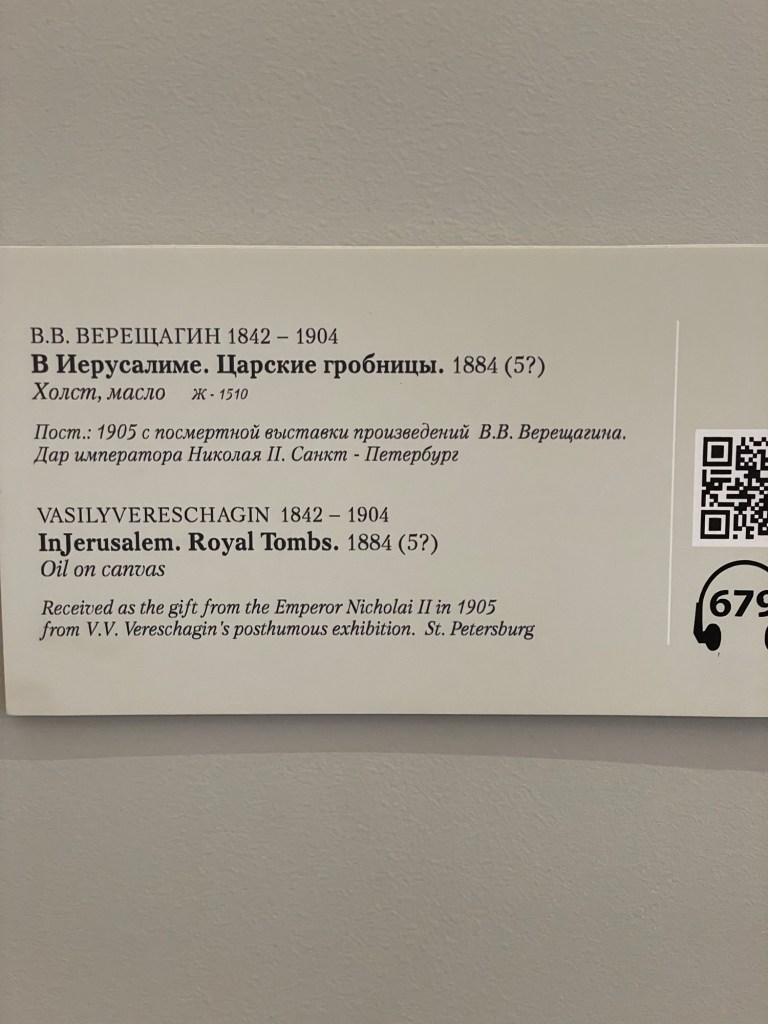 В.В. ВЕРЕЩАГИН 1842 – 1904
В Иерусалиме. Царские гробницы. 1884 (5?)
Холст, масло Ж - 1510
Пост.: 1905 с посмертной выставки произведений В.В. Верещагина.
Дар императора Николая II. Санкт - Петербург
VASILYVERESCHAGIN 1842 – 1904
InJerusalem. Royal Tombs. 1884 (5?)
Oil on canvas
Received as the gift from the Emperor Nicholai II in 1905
from V.V. Vereschagin's posthumous exhibition. St. Petersburg
679